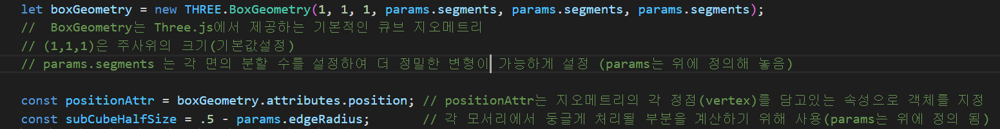 let boxGeometry = new THREE.BoxGeometry(1, 1, 1, params.segments, params.segments, params.segments);
//  BoxGeometry는 Three.js에서 제공하는 기본적인 큐브 지오메트리
// (1,1,1)은 주사위의 크기(기본값설정)
// params.segments 는 각 면의 분할 수를 설정하여 더 정밀한 변형이 가능하게 설정 (params는 위에 정의해 놓음)
const positionAttr = boxGeometry.attributes.position; // positionAttr는 지오메트리의 각 정점(vertex)를 담고있는 속성으로 객체를 지정
const subCubeHalfSize = .5 - params.edgeRadius;       // 각 모서리에서 둥글게 처리될 부분을 계산하기 위해 사용(params는 위에 정의 됨)